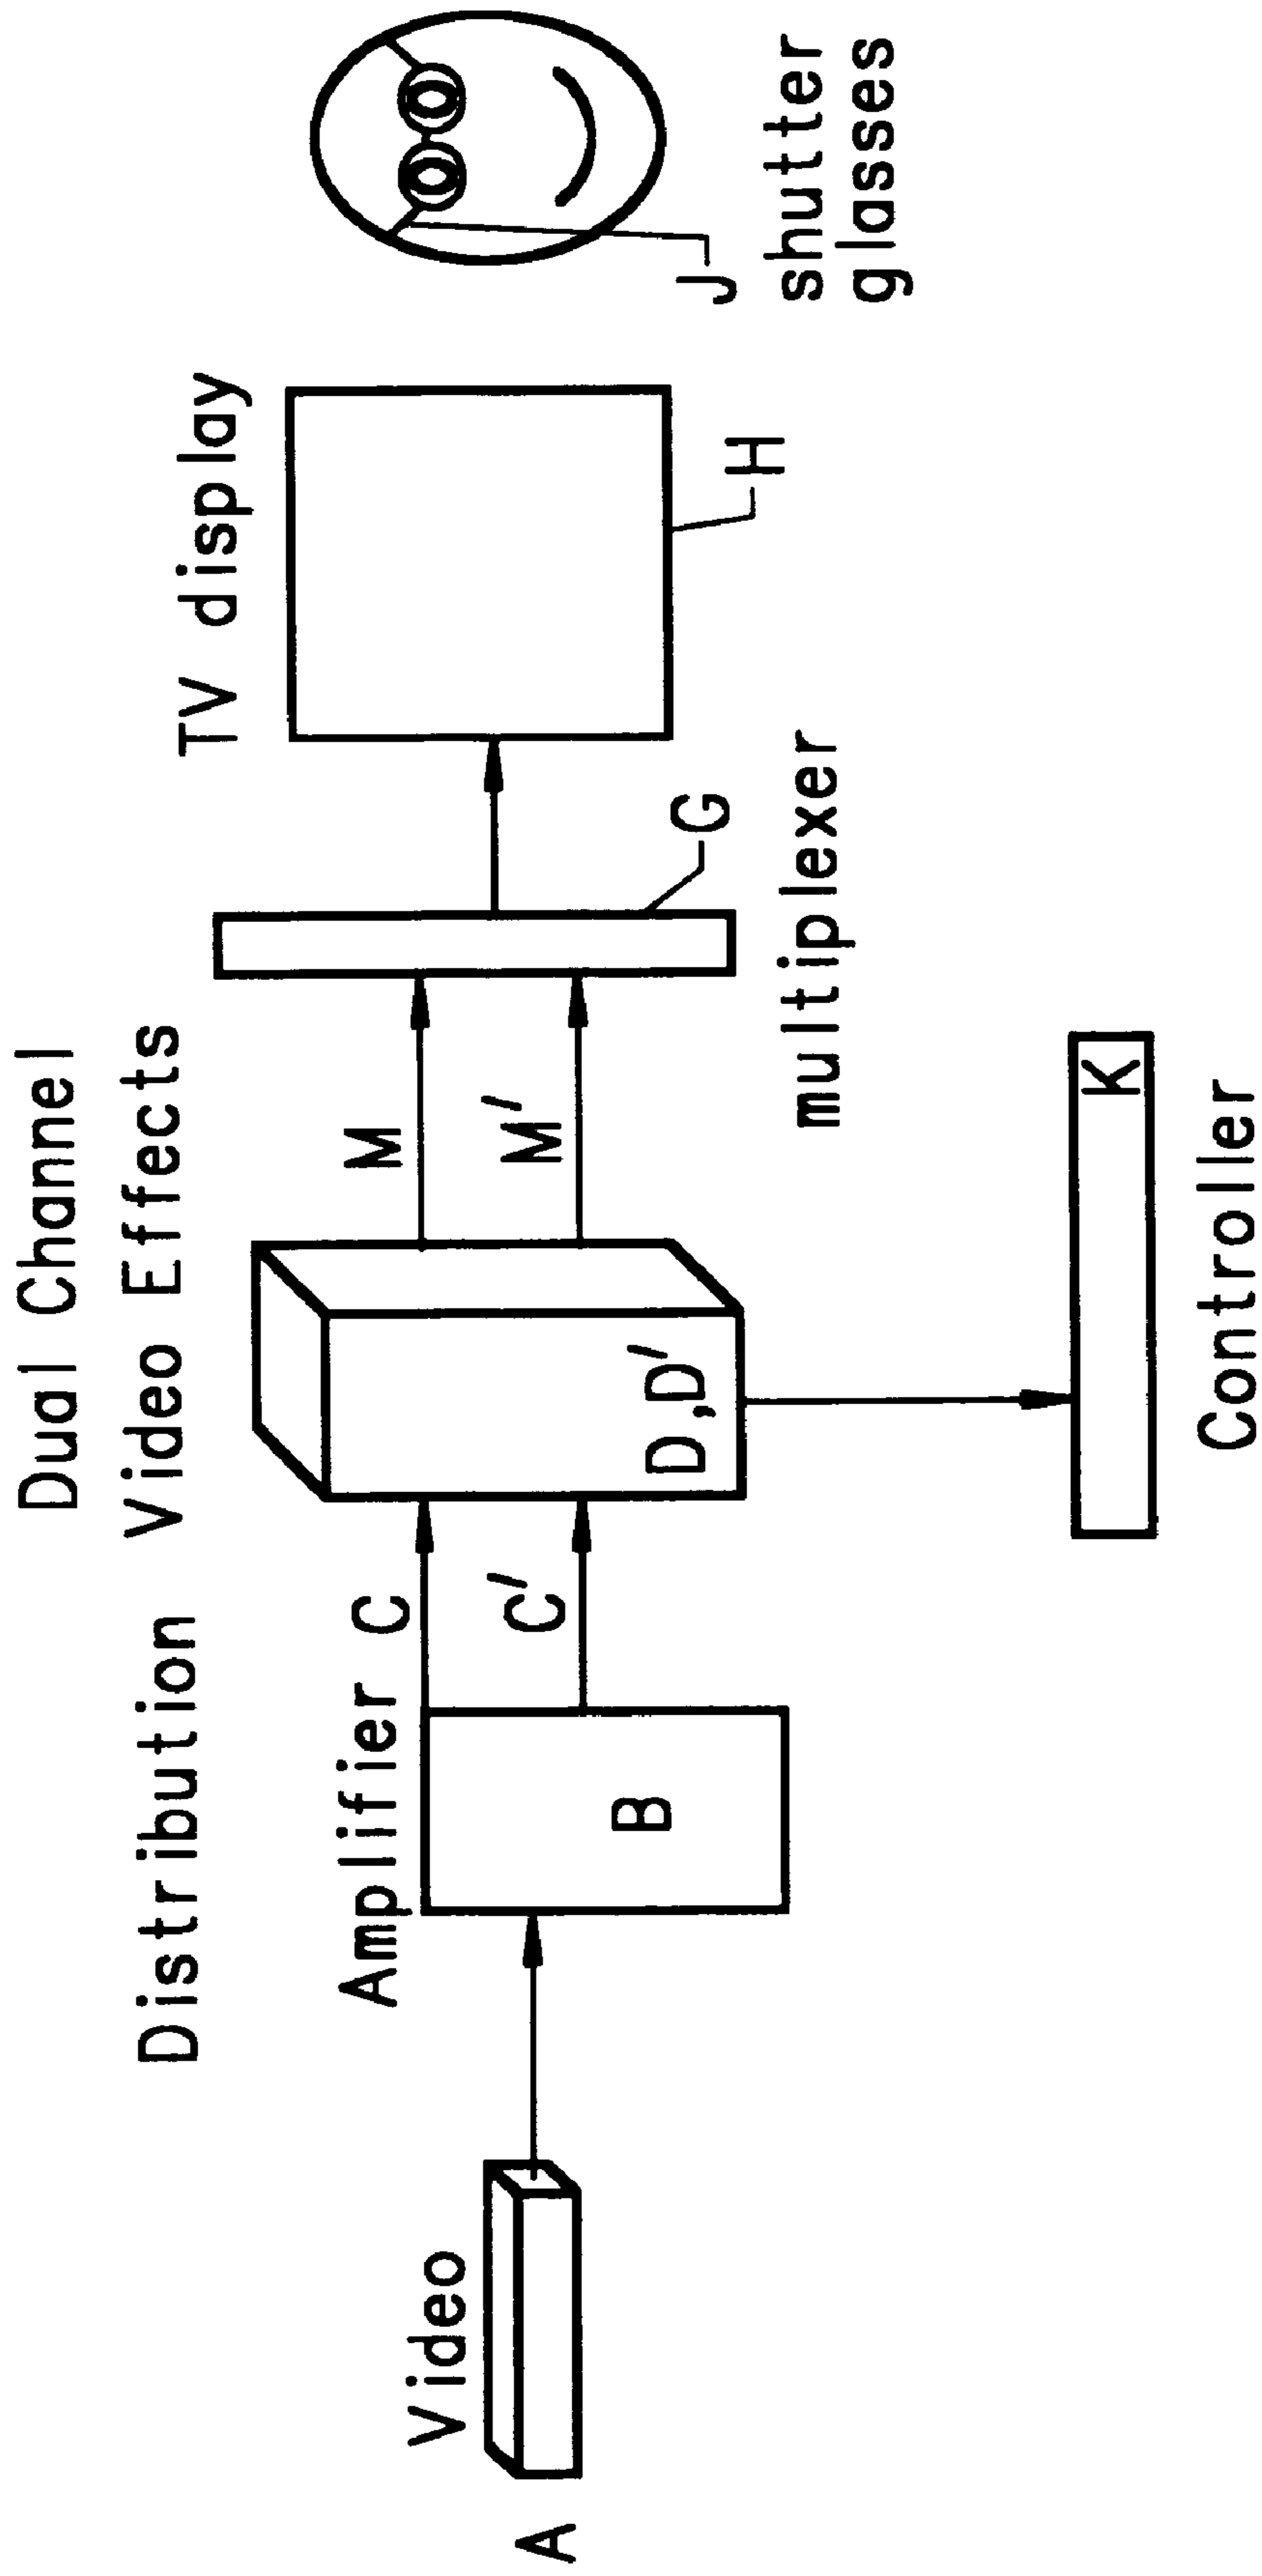 Dual Channel
Video Effects
Distribution
Amplifier
TV display
Video
A
B
C
C'
D,D'
M
M'
G
multiplexer
H
J
shutter
glasses
K
Controller